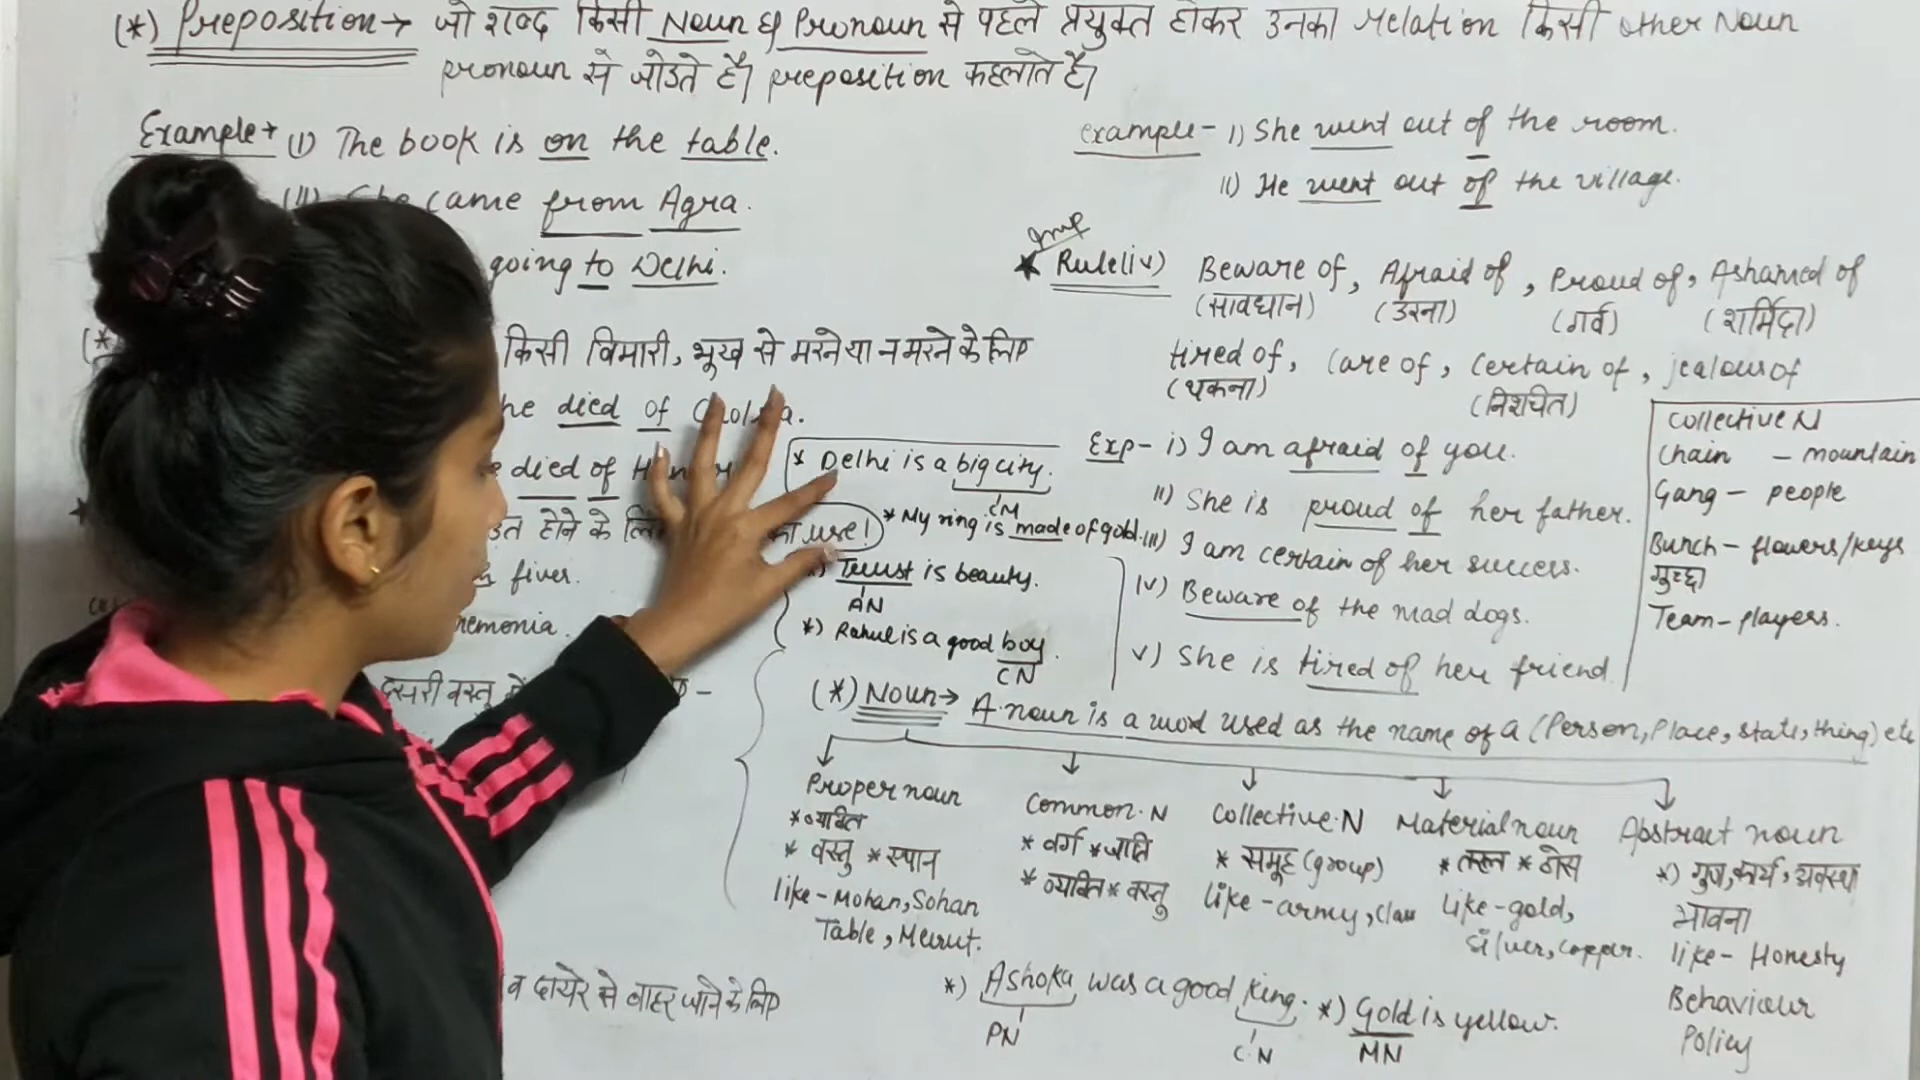 (*) Preposition → जो शब्द किसी Noun & Pronoun से पहले प्रयुक्त होकर उनका relation किसी other Noun
pronoun से जोडते हैं। preposition कहलाते हैं।
Example → (i) The book is on the table.
came from Agra.
going to Delhi.
किसी बिमारी, भूख से मरने या न मरने के लिए
he died of
died of
होने के लि
fiver.
दूसरी वस्तु
व दायरे से बाहर जाने के लिए
example - i) She went out of the room.
ii) He went out of the village.
Imp
★ Rule (iv) Beware of, Afraid of, Proud of, Ashamed of
(सावधान) (डरना) (गर्व) (शर्मिंदा)
tired of, Care of, Certain of, jealous of
(थकना) (निशचित)
Exp - i) I am afraid of you.
ii) She is proud of her father.
iii) I am certain of her success.
iv) Beware of the mad dogs.
v) She is tired of her friend.
Collective N
Chain - mountain
Gang - people
Bunch - flowers/keys
गुच्छा
Team - players.
* Delhi is a big city.
का use!
* My ring is made of gold.
is beauty.
AN
*) Rahul is a good boy.
CN
(*) Noun → A noun is a word used as the name of a (Person, Place, state, thing) etc
Proper noun
* व्यक्ति
* वस्तु * स्थान
like - Mohan, Sohan
Table, Meerut.
Common. N
* वर्ग * जाति
* व्यक्ति * वस्तु
Collective. N
* समूह (group)
like - army, class
Material noun
* तरल * ठोस
like - gold,
silver, copper.
Abstract noun
*) गुण, कार्य, अवस्था
भावना
like - Honesty
Behaviour
Policy
*) Ashoka was a good king.
PN C.N
*) Gold is yellow.
MN